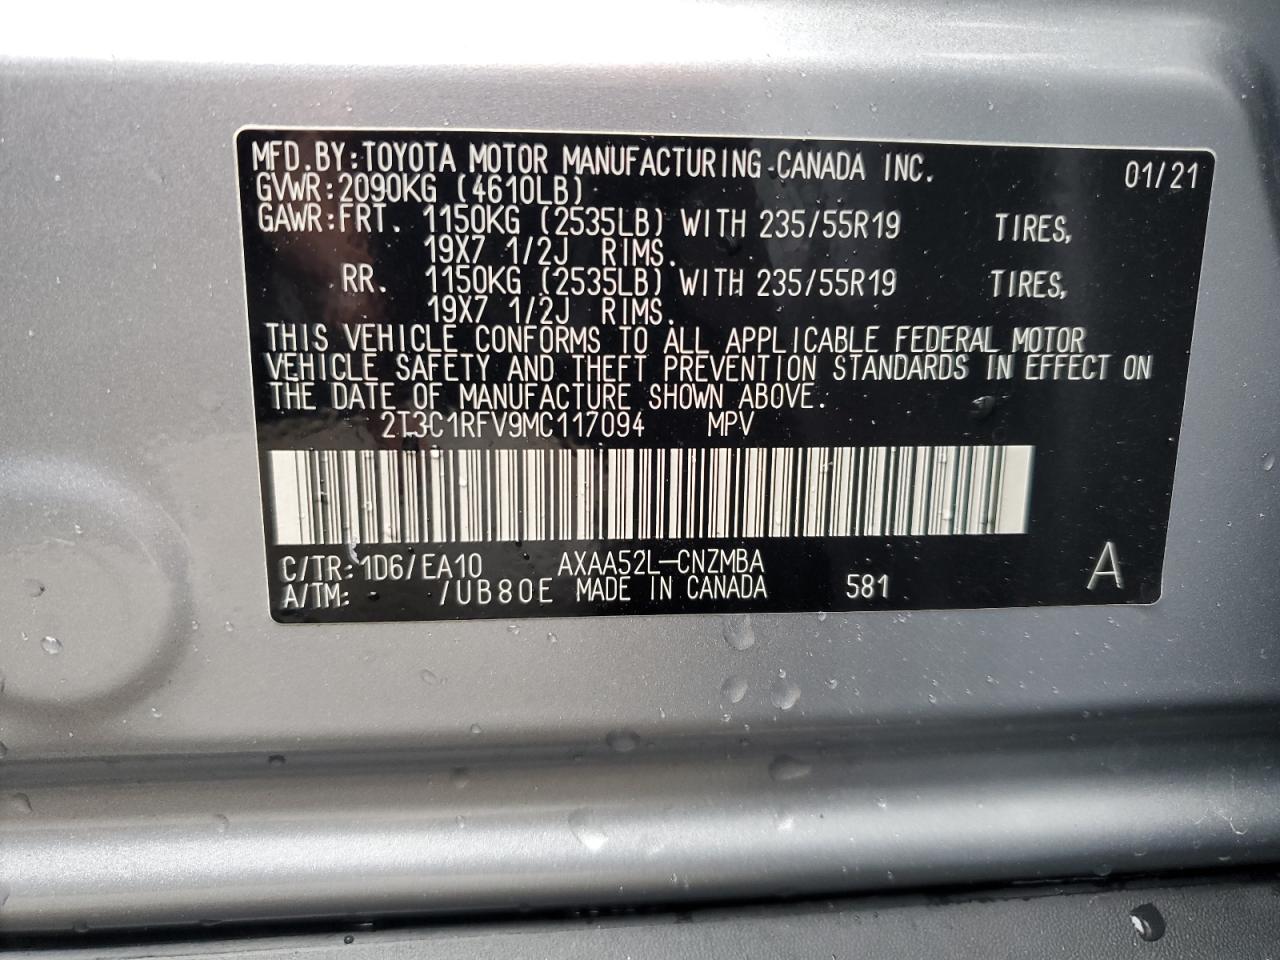 MFD.BY:TOYOTA MOTOR MANUFACTURING-CANADA INC. 01/21
GVWR:2090KG (4610LB)
GAWR:FRT. 1150KG (2535LB) WITH 235/55R19 TIRES,
19X7 1/2J RIMS.
RR. 1150KG (2535LB) WITH 235/55R19 TIRES,
19X7 1/2J RIMS.
THIS VEHICLE CONFORMS TO ALL APPLICABLE FEDERAL MOTOR
VEHICLE SAFETY AND THEFT PREVENTION STANDARDS IN EFFECT ON
THE DATE OF MANUFACTURE SHOWN ABOVE.
2T3C1RFV9MC117094 MPV
C/TR:1D6/EA10 AXAA52L-CNZMBA
A/TM: - /UB80E MADE IN CANADA 581 A